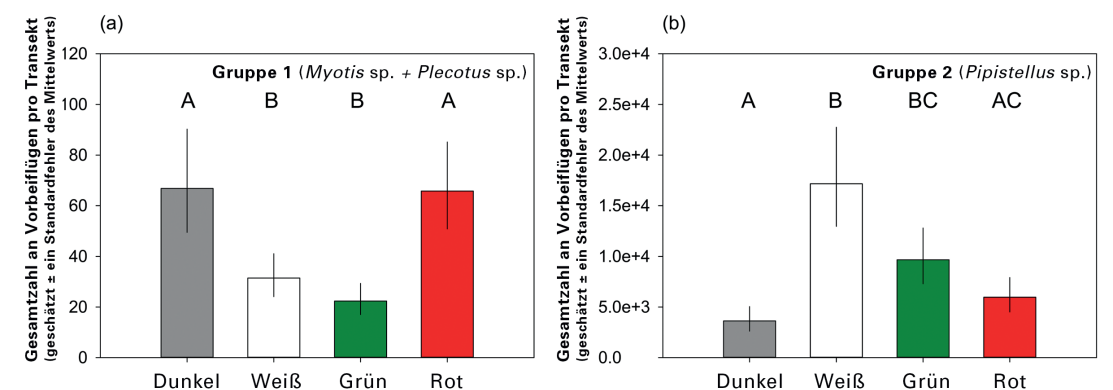 (a)
Gesamtzahl an Vorbeiflügen pro Transekt
(geschätzt ± ein Standardfehler des Mittelwerts)
120
100
80
60
40
20
0
Gruppe 1 (Myotis sp. + Plecotus sp.)
A B B A
Dunkel Weiß Grün Rot
(b)
Gesamtzahl an Vorbeiflügen pro Transekt
(geschätzt ± ein Standardfehler des Mittelwerts)
3.0e+4
2.5e+4
2.0e+4
1.5e+4
1.0e+4
5.0e+3
0.0
Gruppe 2 (Pipistellus sp.)
A B BC AC
Dunkel Weiß Grün Rot